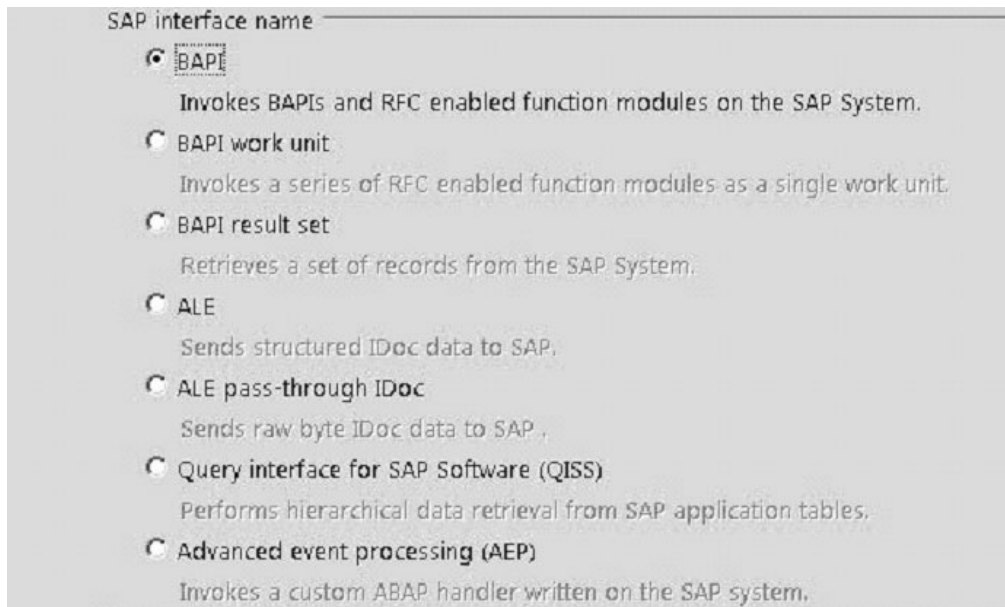 SAP interface name
BAPI
Invokes BAPIs and RFC enabled function modules on the SAP System.
BAPI work unit
Invokes a series of RFC enabled function modules as a single work unit.
BAPI result set
Retrieves a set of records from the SAP System.
ALE
Sends structured IDoc data to SAP.
ALE pass-through IDoc
Sends raw byte IDoc data to SAP .
Query interface for SAP Software (QISS)
Performs hierarchical data retrieval from SAP application tables.
Advanced event processing (AEP)
Invokes a custom ABAP handler written on the SAP system.